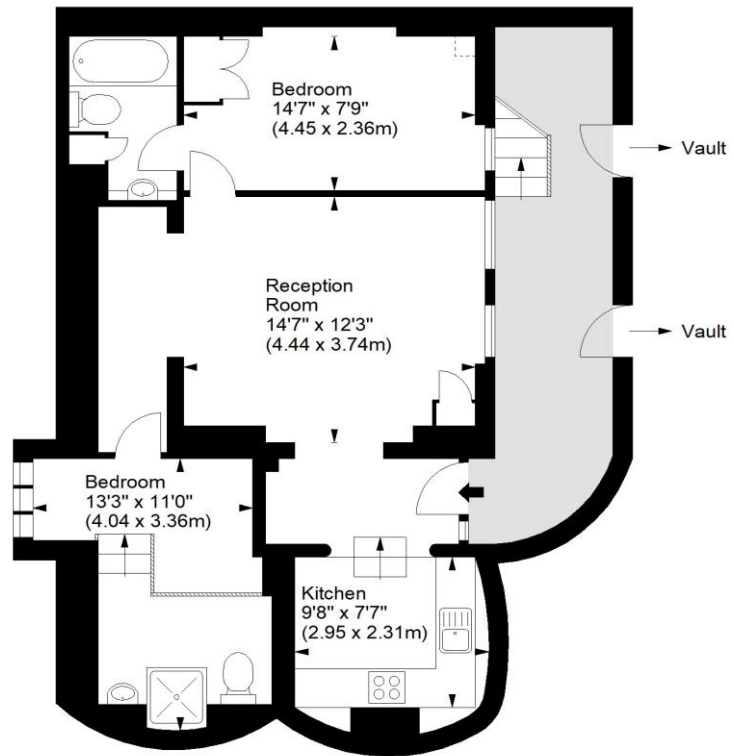 Bedroom
14'7" x 7'9"
(4.45 x 2.36m)
Vault
Reception
Room
14'7" x 12'3"
(4.44 x 3.74m)
Vault
Bedroom
13'3" x 11'0"
(4.04 x 3.36m)
Kitchen
9'8" x 7'7"
(2.95 x 2.31m)